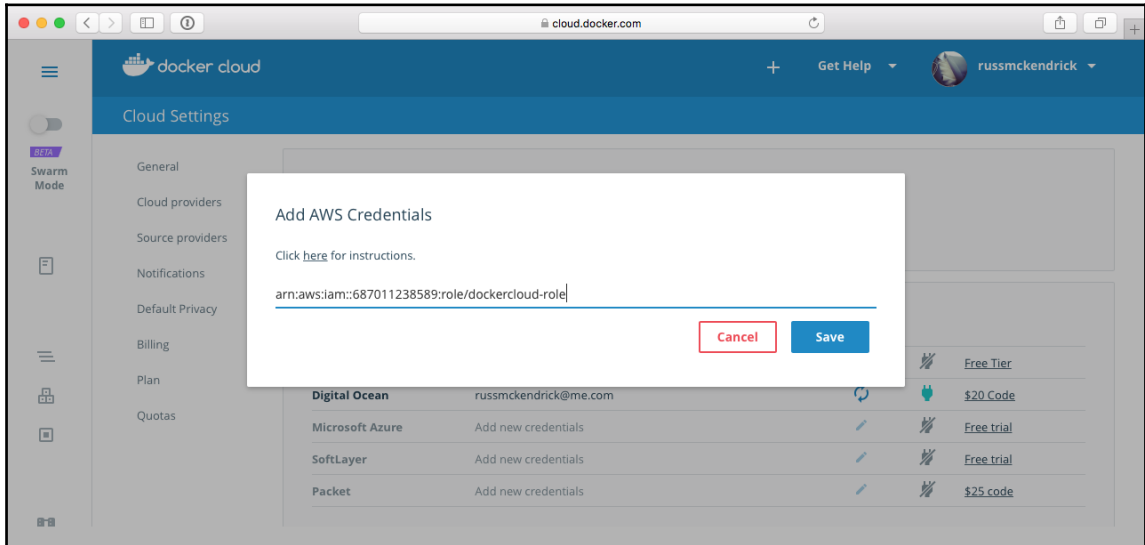 cloud.docker.com
docker cloud
+ Get Help russmckendrick
Cloud Settings
BETA
Swarm
Mode
General
Cloud providers
Source providers
Notifications
Default Privacy
Billing
Plan
Quotas
Add AWS Credentials
Click here for instructions.
arn:aws:iam::687011238589:role/dockercloud-role
Cancel Save
Free Tier
Digital Ocean russmckendrick@me.com $20 Code
Microsoft Azure Add new credentials Free trial
SoftLayer Add new credentials Free trial
Packet Add new credentials $25 code